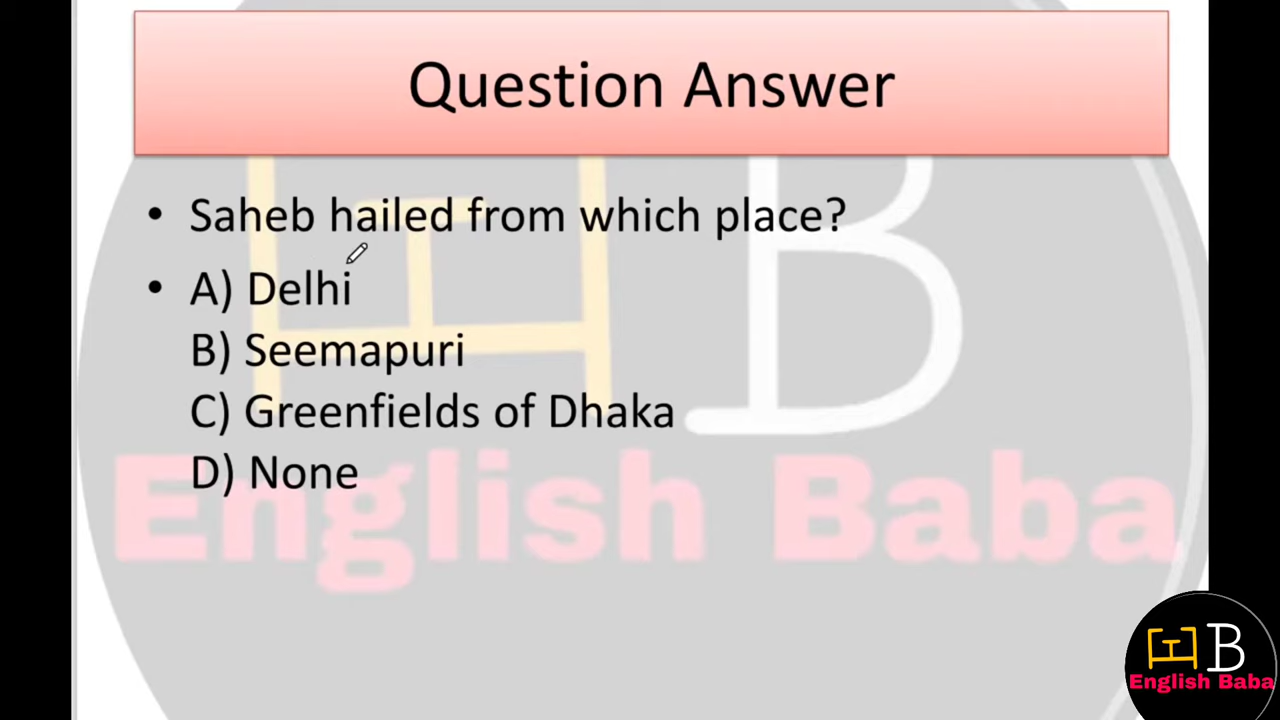 Question Answer
• Saheb hailed from which place?
• A) Delhi
B) Seemapuri
C) Greenfields of Dhaka
D) None
English Baba
B
English Baba